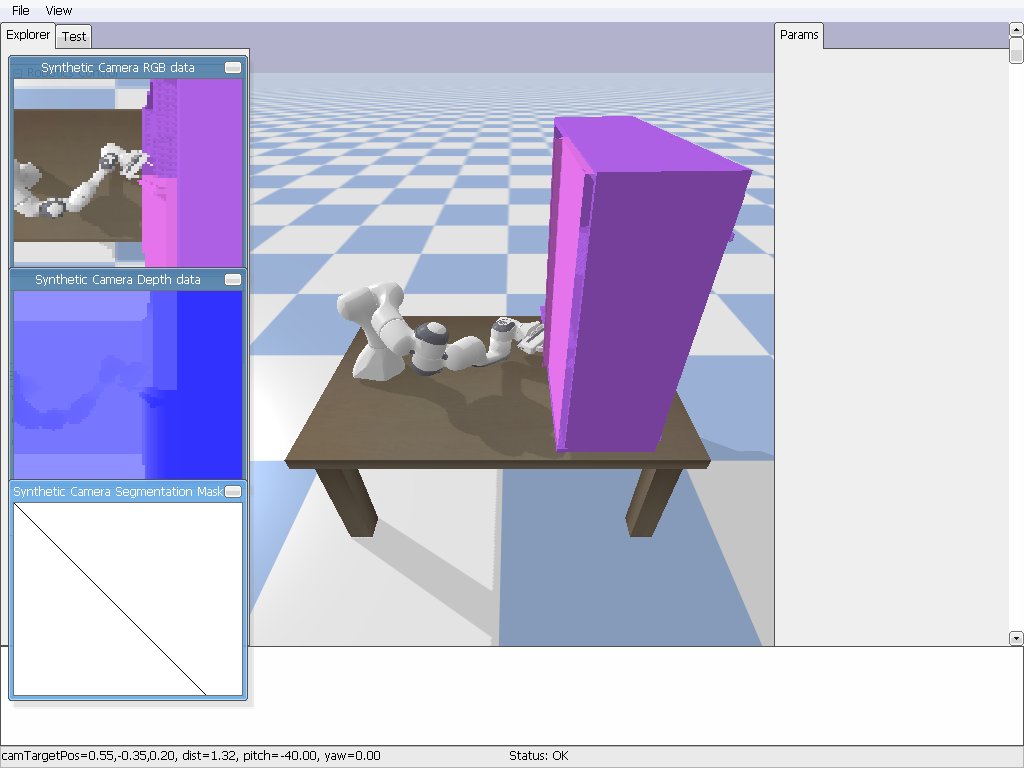 File View
Explorer Test
Params
Synthetic Camera RGB data
Synthetic Camera Depth data
Synthetic Camera Segmentation Mask
camTargetPos=0.55,-0.35,0.20, dist=1.32, pitch=-40.00, yaw=0.00
Status: OK